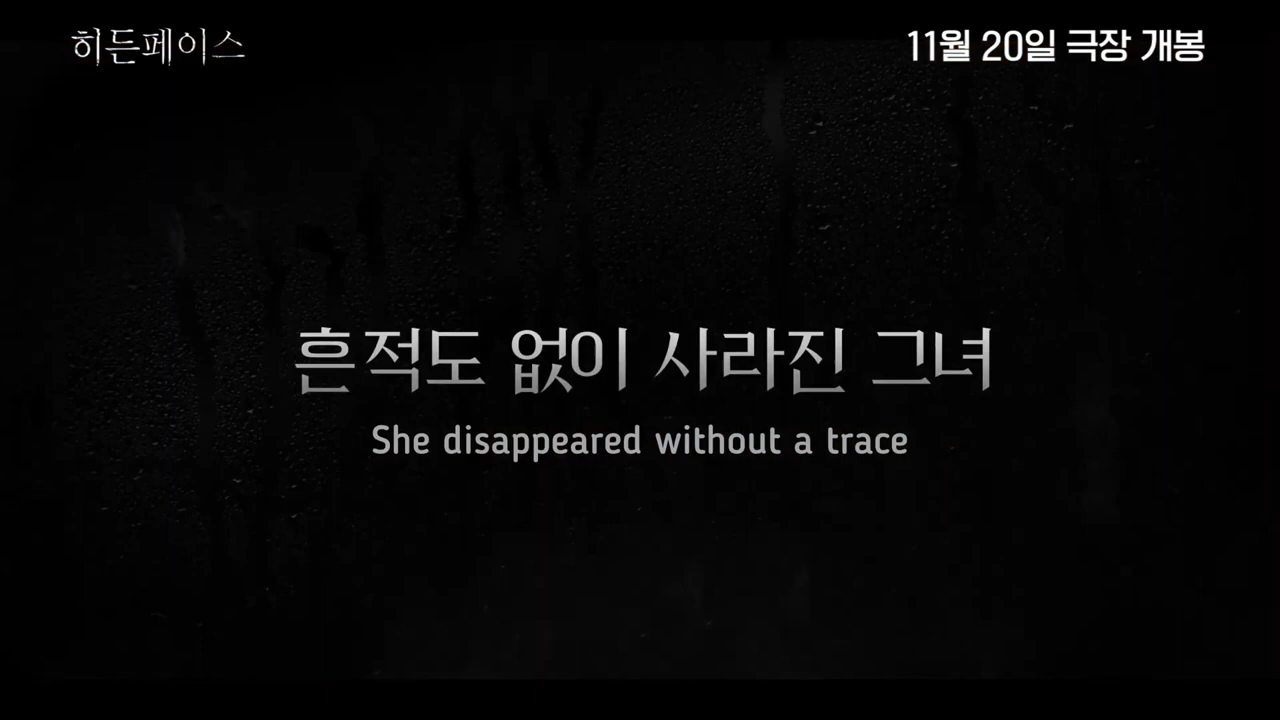 히든페이스
11월 20일 극장 개봉
흔적도 없이 사라진 그녀
She disappeared without a trace